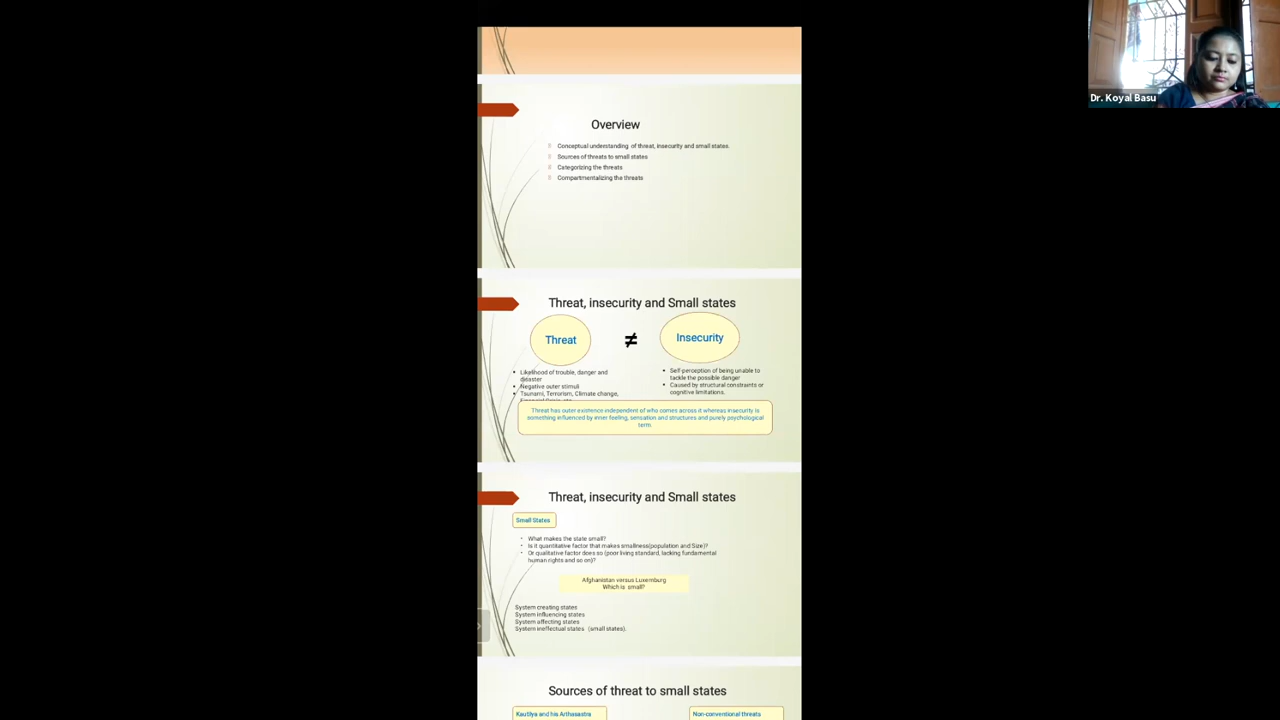 Dr. Koyal Basu
Overview
Conceptual understanding of threat, insecurity and small states.
Sources of threats to small states
Categorizing the threats
Compartmentalizing the threats
Threat, insecurity and Small states
Threat
≠
Insecurity
• Likelihood of trouble, danger and
disaster
• Negative outer stimuli
• Tsunami, Terrorism, Climate change,
• Self-perception of being unable to
tackle the possible danger
• Caused by structural constraints or
cognitive limitations.
Threat has outer existence independent of who comes across it whereas insecurity is
something influenced by inner feeling, sensation and structures and purely psychological
term.
Threat, insecurity and Small states
Small States
• What makes the state small?
• Is it quantitative factor that makes smallness(population and Size)?
• Or qualitative factor does so (poor living standard, lacking fundamental
human rights and so on)?
Afghanistan versus Luxemburg
Which is small?
System creating states
System influencing states
System affecting states
System ineffectual states (small states).
Sources of threat to small states
Kautilya and his Arthasastra
Non-conventional threats